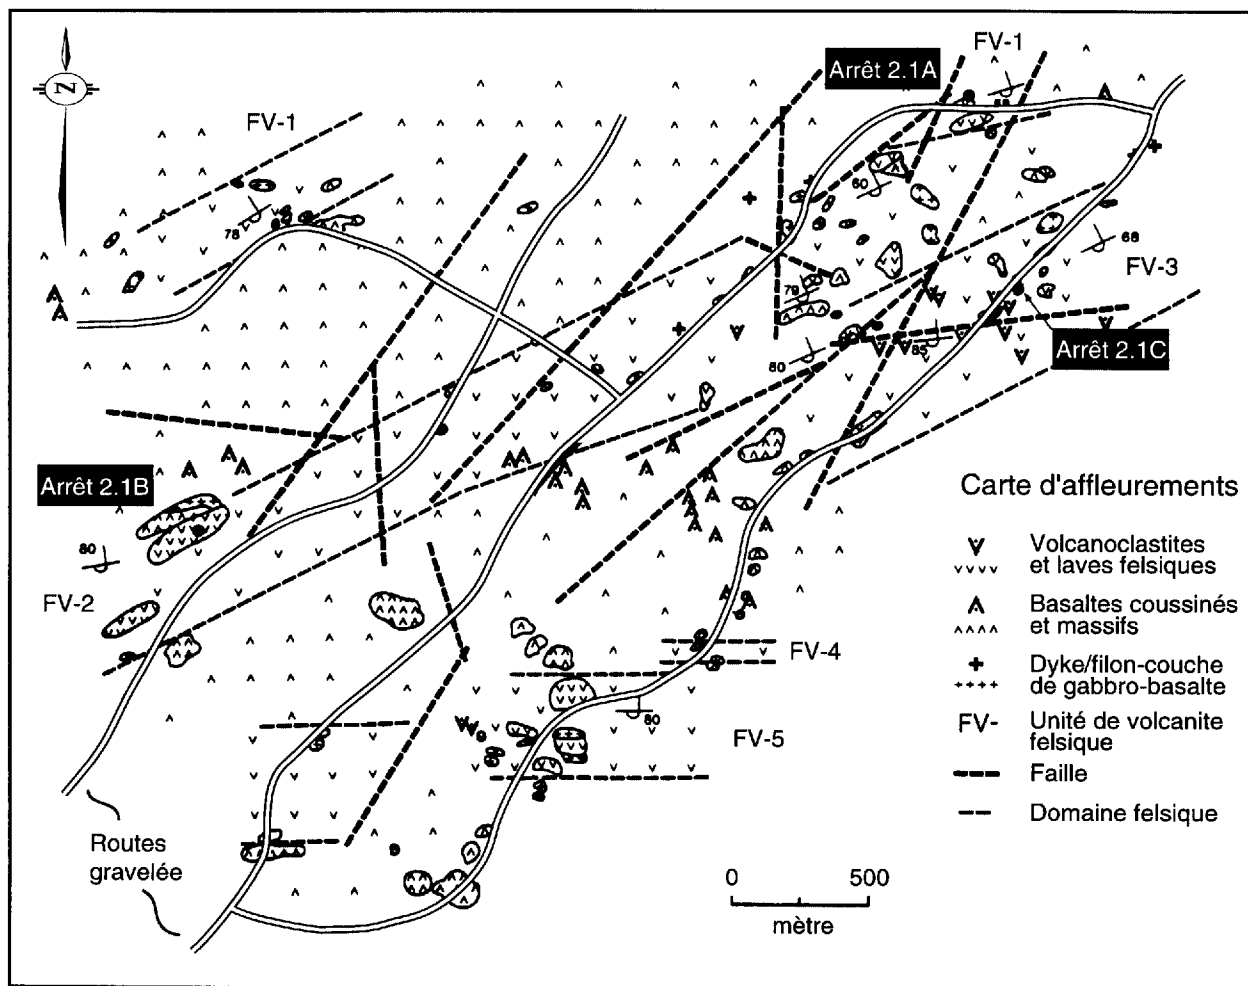 N
FV-1
Arrêt 2.1A
FV-1
58
60
78
68
FV-3
79
Arrêt 2.1C
80
85
Arrêt 2.1B
80
FV-2
FV-4
80
FV-5
Routes
gravelée
Carte d'affleurements
Volcanoclastites
et laves felsiques
Basaltes coussinés
et massifs
Dyke/filon-couche
de gabbro-basalte
FV- Unité de volcanite
felsique
Faille
Domaine felsique
0 500
mètre